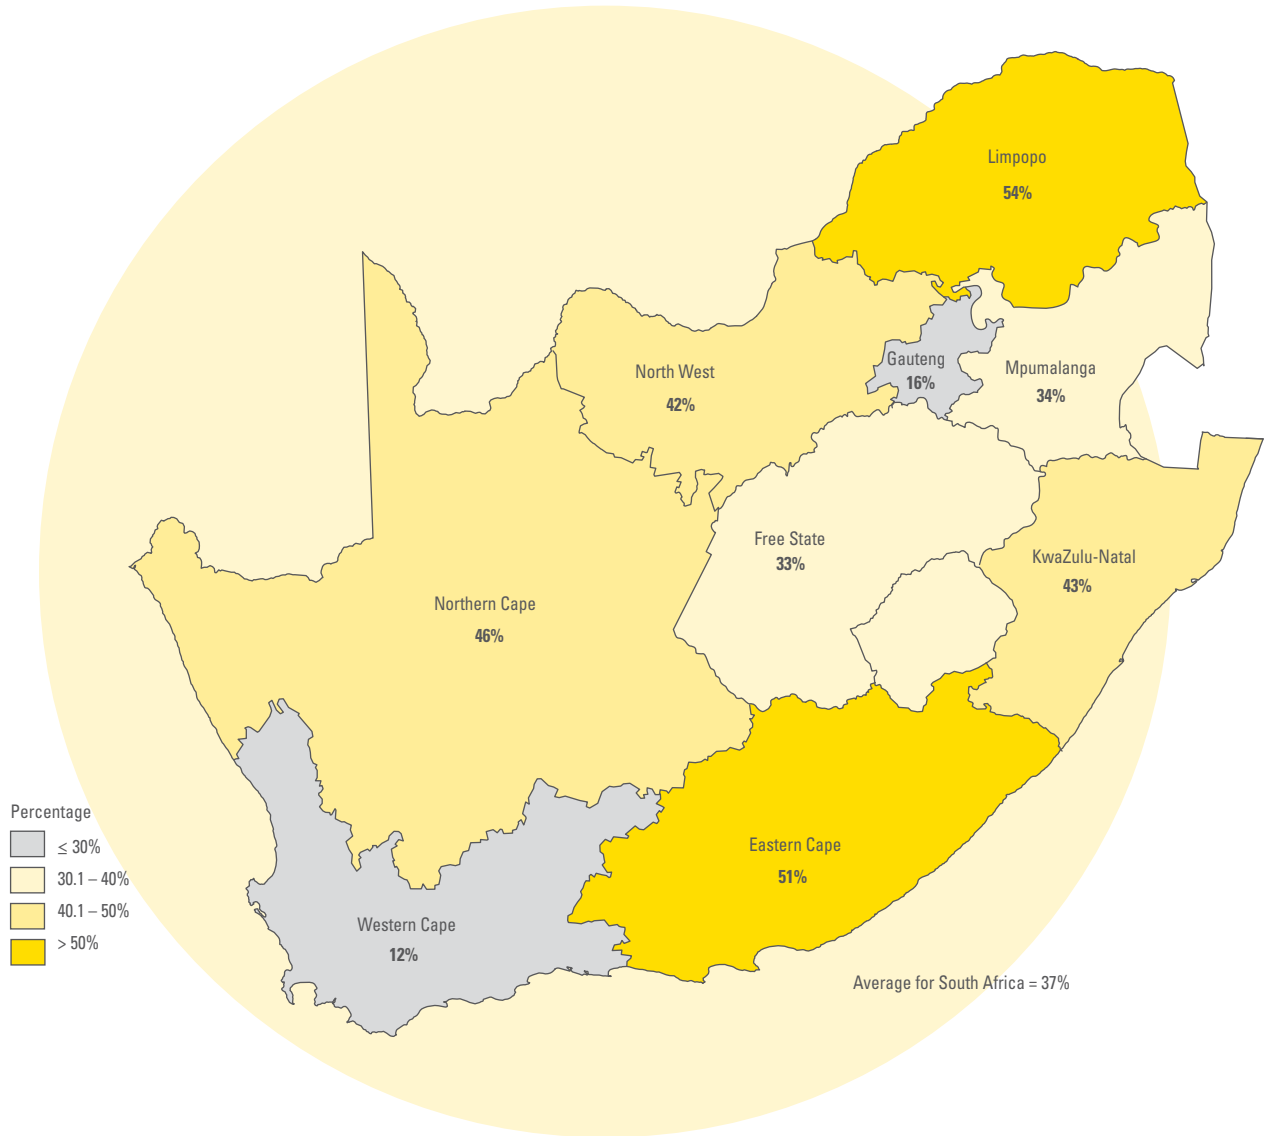 Limpopo
54%
North West
42%
Gauteng
16%
Mpumalanga
34%
Free State
33%
KwaZulu-Natal
43%
Northern Cape
46%
Percentage
≤ 30%
30.1 – 40%
40.1 – 50%
> 50%
Eastern Cape
51%
Western Cape
12%
Average for South Africa = 37%